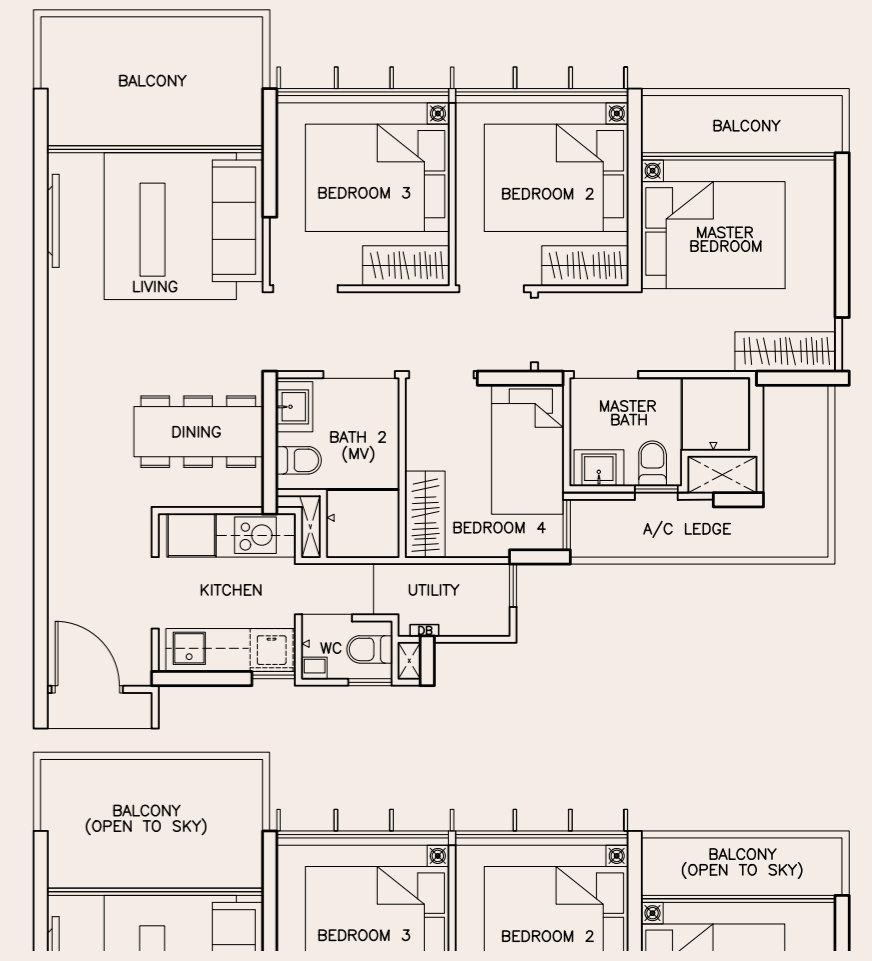 BALCONY
BALCONY
BEDROOM 3
BEDROOM 2
MASTER
BEDROOM
LIVING
DINING
BATH 2
(MV)
MASTER
BATH
BEDROOM 4
A/C LEDGE
KITCHEN
UTILITY
DB
WC
BALCONY
(OPEN TO SKY)
BALCONY
(OPEN TO SKY)
BEDROOM 3
BEDROOM 2